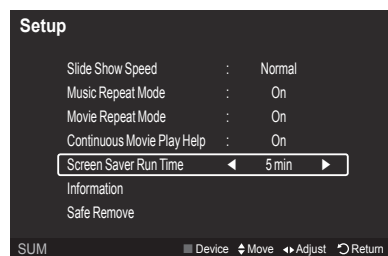 Setup
Slide Show Speed : Normal
Music Repeat Mode : On
Movie Repeat Mode : On
Continuous Movie Play Help : On
Screen Saver Run Time ◀ 5 min ▶
Information
Safe Remove
SUM Device Move Adjust Return